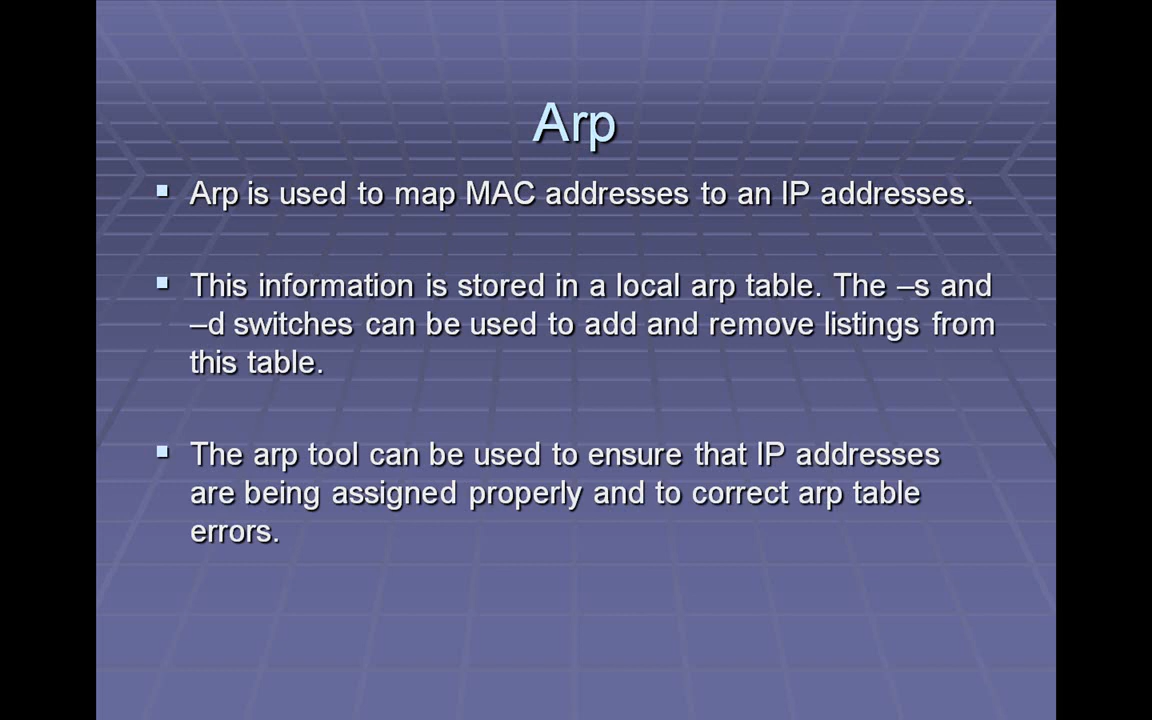 Arp
Arp is used to map MAC addresses to an IP addresses.
This information is stored in a local arp table. The –s and
–d switches can be used to add and remove listings from
this table.
The arp tool can be used to ensure that IP addresses
are being assigned properly and to correct arp table
errors.